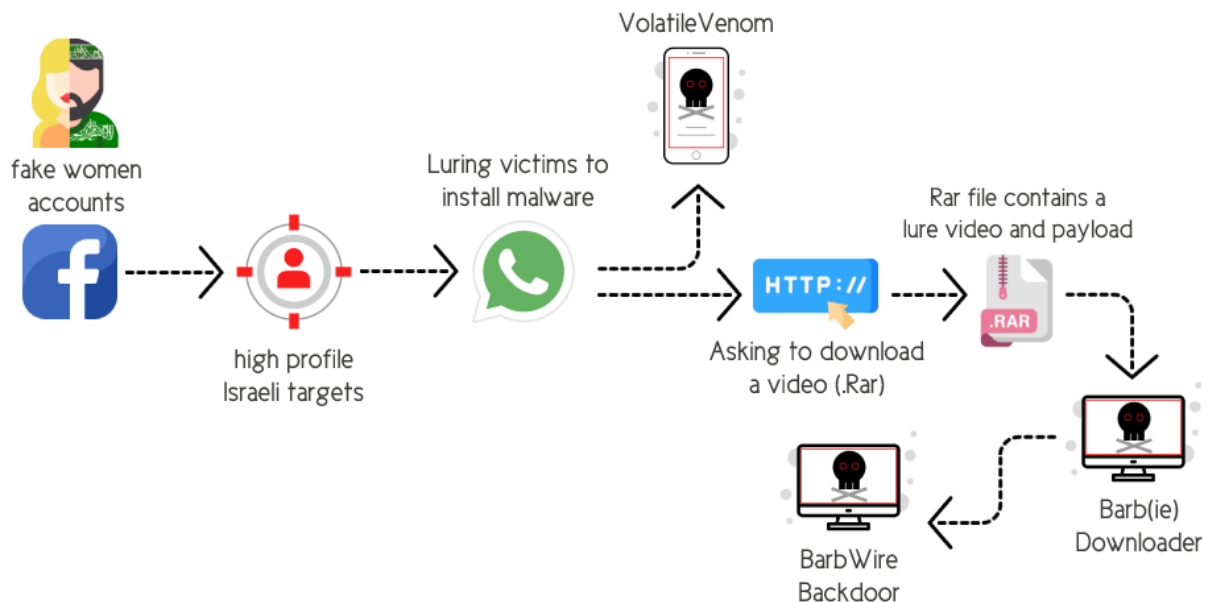 VolatileVenom
fake women
accounts
Luring victims to
install malware
Rar file contains a
lure video and payload
HTTP://
.RAR
high profile
Israeli targets
Asking to download
a video (.Rar)
Barb(ie)
Downloader
BarbWire
Backdoor